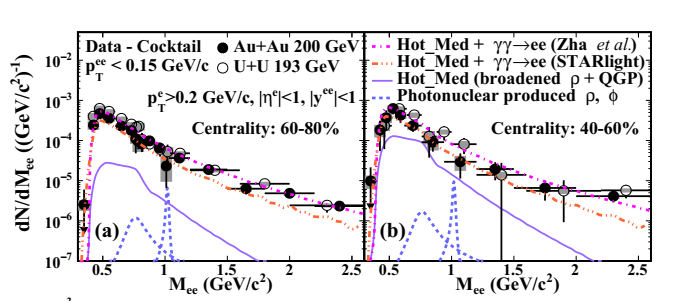 Data - Cocktail
● Au+Au 200 GeV
p_T^ee < 0.15 GeV/c
○ U+U 193 GeV
p_T^e>0.2 GeV/c, |η^e|<1, |y^ee|<1
Centrality: 60-80%
(a)
Hot_Med + γγ→ee (Zha et al.)
Hot_Med + γγ→ee (STARlight)
Hot_Med (broadened ρ + QGP)
Photonuclear produced ρ, φ
Centrality: 40-60%
(b)
dN/dM_ee ((GeV/c²)⁻¹)
10⁻²
10⁻³
10⁻⁴
10⁻⁵
10⁻⁶
10⁻⁷
0.5 1 1.5 2 2.5
0.5 1 1.5 2 2.5
M_ee (GeV/c²)
M_ee (GeV/c²)